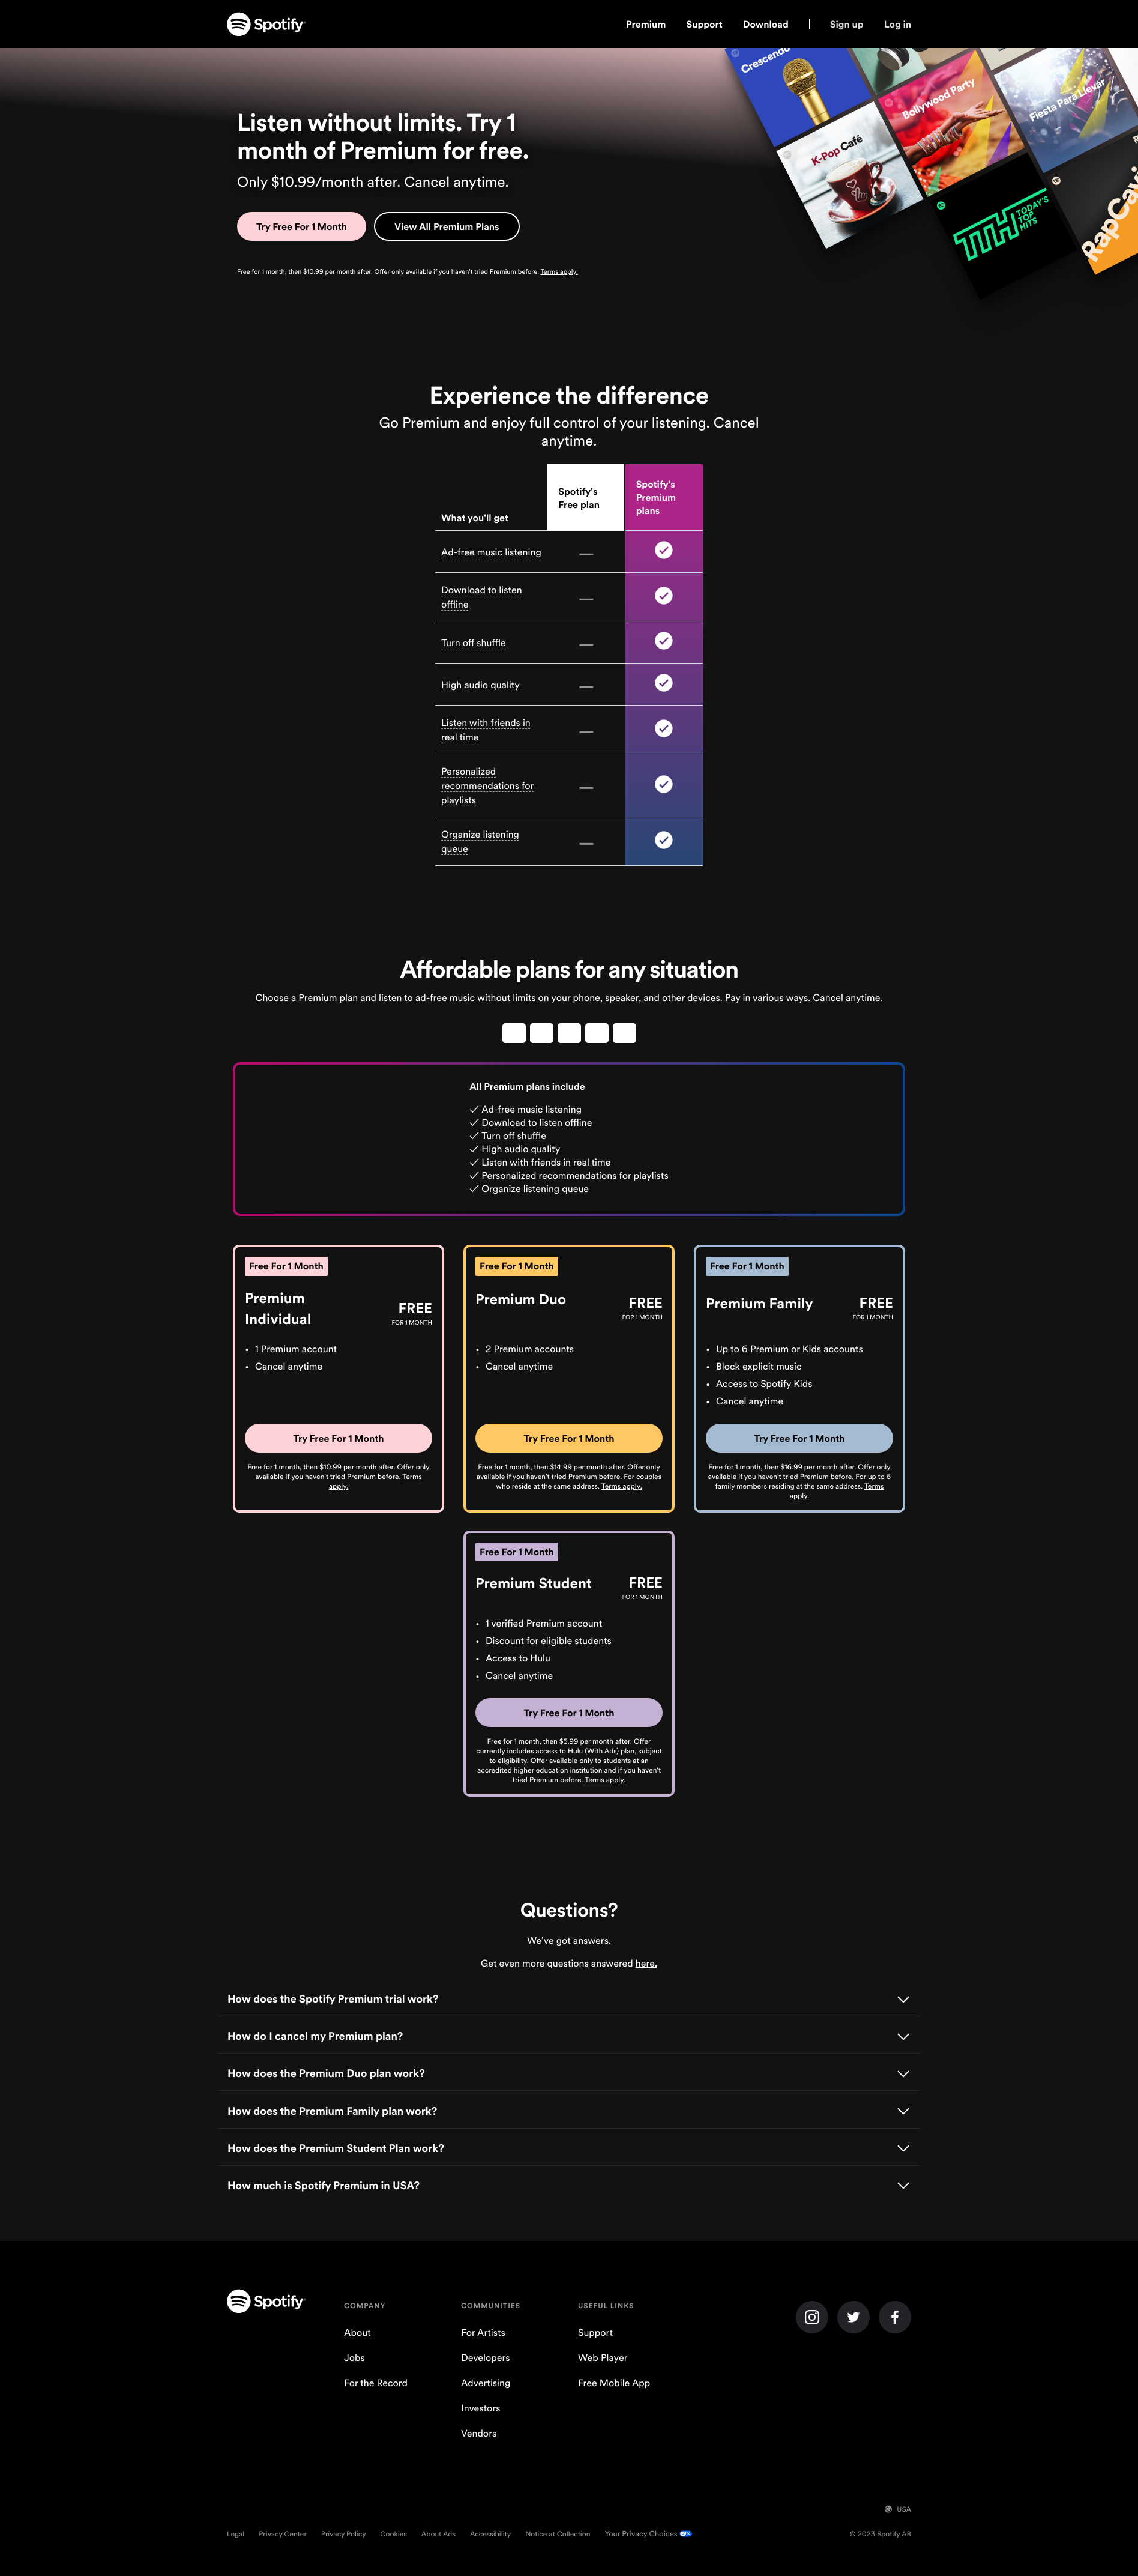 Spotify
Premium
Support
Download
Sign up
Log in
Crescendo
K-Pop Café
Bollywood Party
Fiesta Para Llevar
TODAY'S
TOP
HITS
Listen without limits. Try 1
month of Premium for free.
Only $10.99/month after. Cancel anytime.
Try Free For 1 Month
View All Premium Plans
Free for 1 month, then $10.99 per month after. Offer only available if you haven't tried Premium before. Terms apply.
Experience the difference
Go Premium and enjoy full control of your listening. Cancel
anytime.
What you'll get
Spotify's
Free plan
Spotify's
Premium
plans
Ad-free music listening
Download to listen
offline
Turn off shuffle
High audio quality
Listen with friends in
real time
Personalized
recommendations for
playlists
Organize listening
queue
Affordable plans for any situation
Choose a Premium plan and listen to ad-free music without limits on your phone, speaker, and other devices. Pay in various ways. Cancel anytime.
All Premium plans include
Ad-free music listening
Download to listen offline
Turn off shuffle
High audio quality
Listen with friends in real time
Personalized recommendations for playlists
Organize listening queue
Free For 1 Month
Premium
Individual
FREE
FOR 1 MONTH
• 1 Premium account
• Cancel anytime
Try Free For 1 Month
Free for 1 month, then $10.99 per month after. Offer only
available if you haven't tried Premium before. Terms
apply.
Free For 1 Month
Premium Duo
FREE
FOR 1 MONTH
• 2 Premium accounts
• Cancel anytime
Try Free For 1 Month
Free for 1 month, then $14.99 per month after. Offer only
available if you haven't tried Premium before. For couples
who reside at the same address. Terms apply.
Free For 1 Month
Premium Family
FREE
FOR 1 MONTH
• Up to 6 Premium or Kids accounts
• Block explicit music
• Access to Spotify Kids
• Cancel anytime
Try Free For 1 Month
Free for 1 month, then $16.99 per month after. Offer only
available if you haven't tried Premium before. For up to 6
family members residing at the same address. Terms
apply.
Free For 1 Month
Premium Student
FREE
FOR 1 MONTH
• 1 verified Premium account
• Discount for eligible students
• Access to Hulu
• Cancel anytime
Try Free For 1 Month
Free for 1 month, then $5.99 per month after. Offer
currently includes access to Hulu (With Ads) plan, subject
to eligibility. Offer available only to students at an
accredited higher education institution and if you haven't
tried Premium before. Terms apply.
Questions?
We've got answers.
Get even more questions answered here.
How does the Spotify Premium trial work?
How do I cancel my Premium plan?
How does the Premium Duo plan work?
How does the Premium Family plan work?
How does the Premium Student Plan work?
How much is Spotify Premium in USA?
Spotify
COMPANY
About
Jobs
For the Record
COMMUNITIES
For Artists
Developers
Advertising
Investors
Vendors
USEFUL LINKS
Support
Web Player
Free Mobile App
USA
Legal
Privacy Center
Privacy Policy
Cookies
About Ads
Accessibility
Notice at Collection
Your Privacy Choices
© 2023 Spotify AB